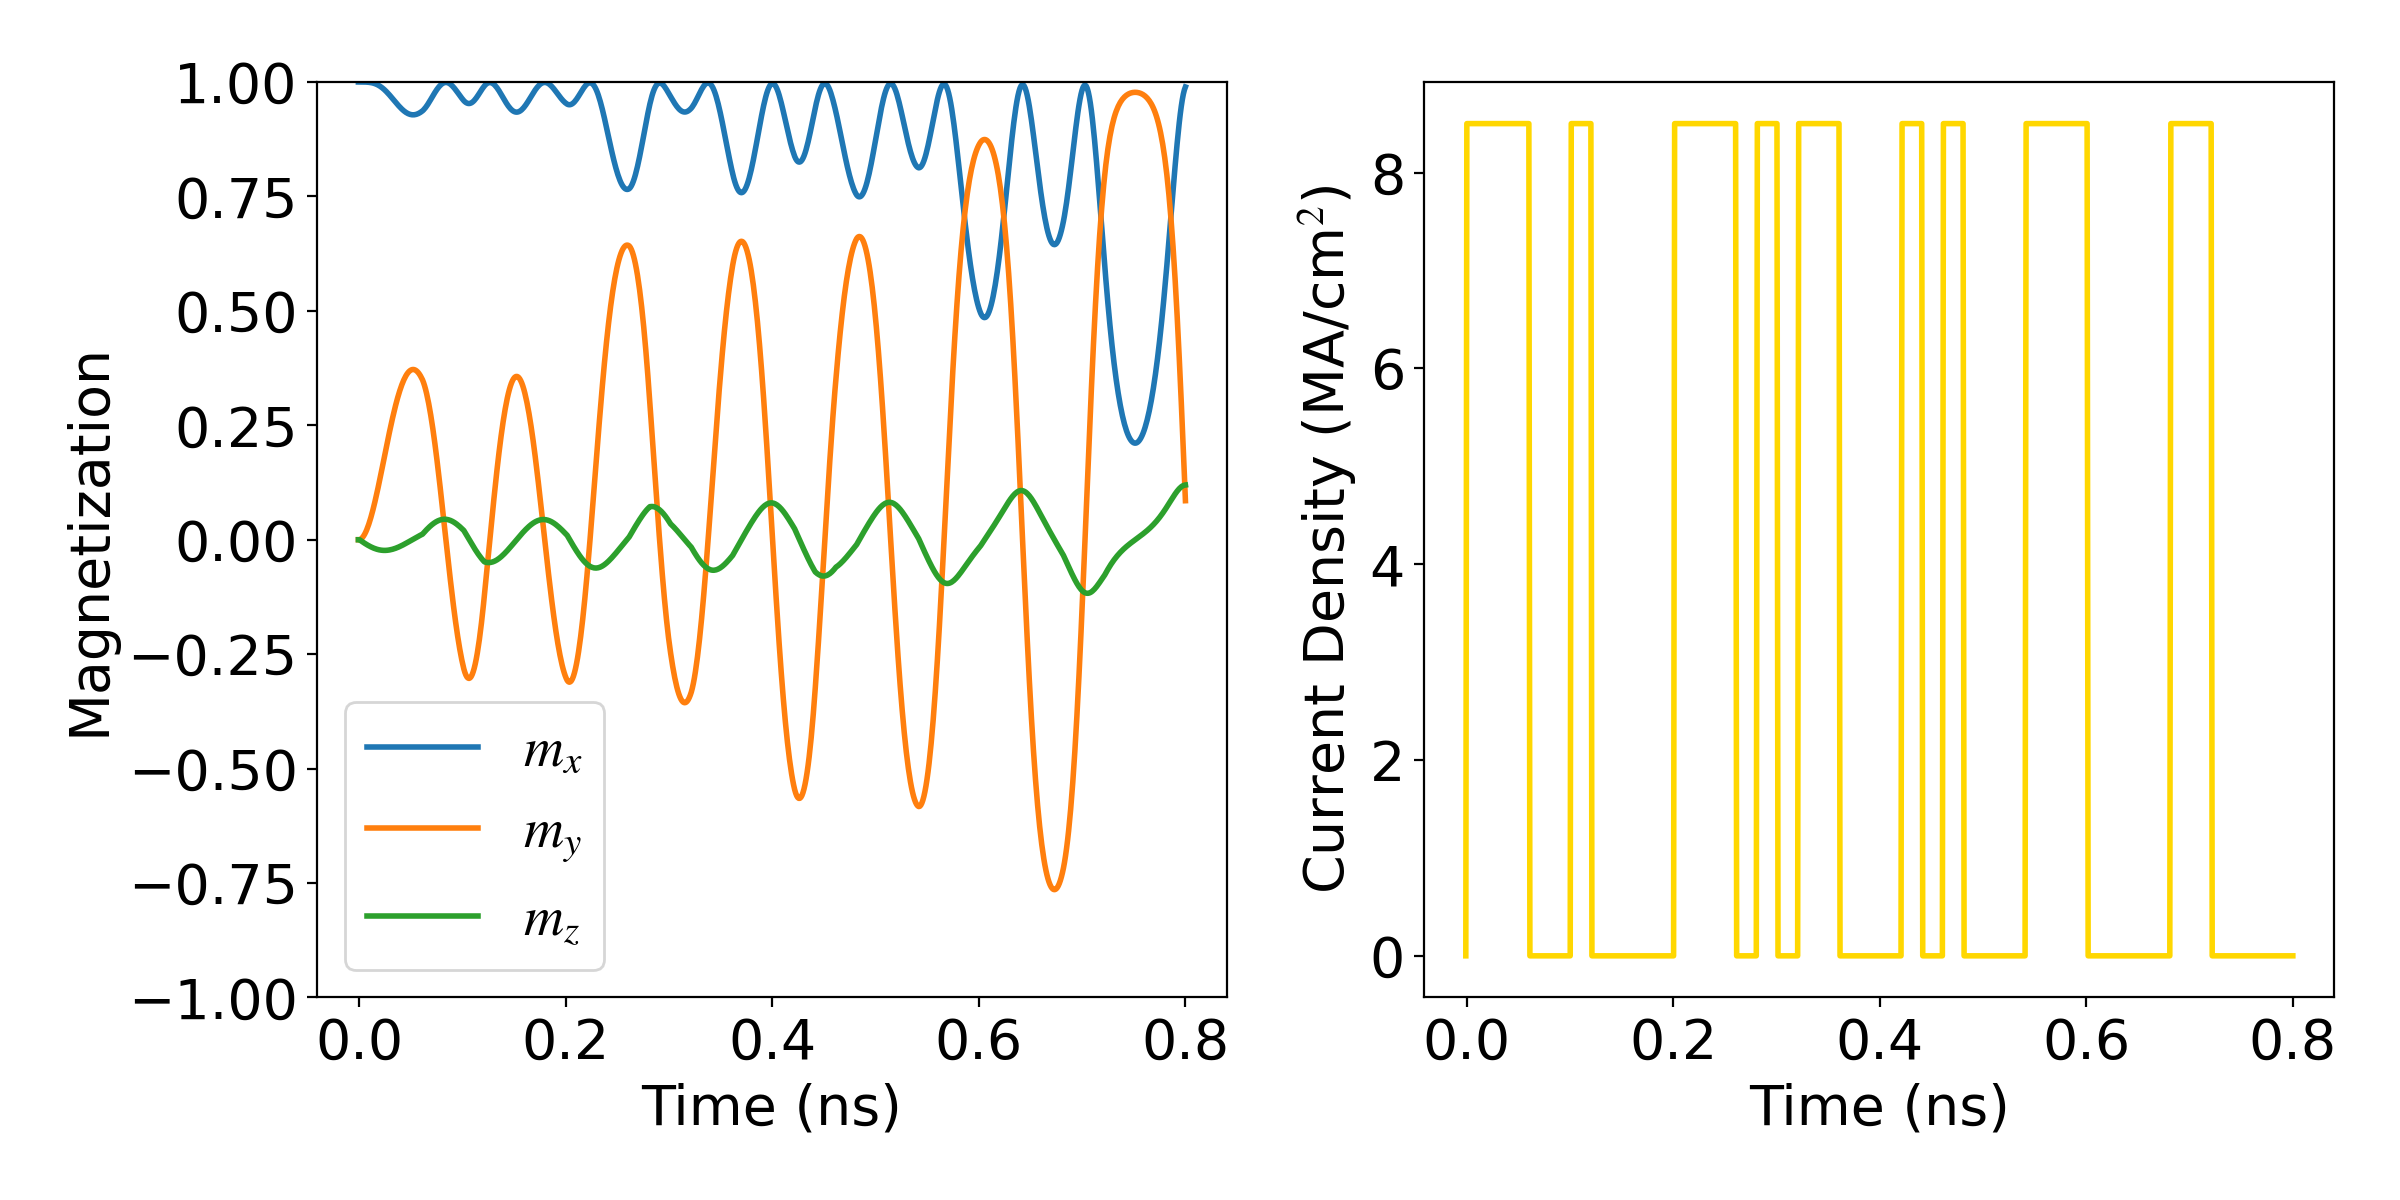 1.00
0.75
0.50
0.25
0.00
−0.25
−0.50
−0.75
−1.00
Magnetization
m_x
m_y
m_z
0.0 0.2 0.4 0.6 0.8
Time (ns)
8
6
4
2
0
Current Density (MA/cm²)
0.0 0.2 0.4 0.6 0.8
Time (ns)